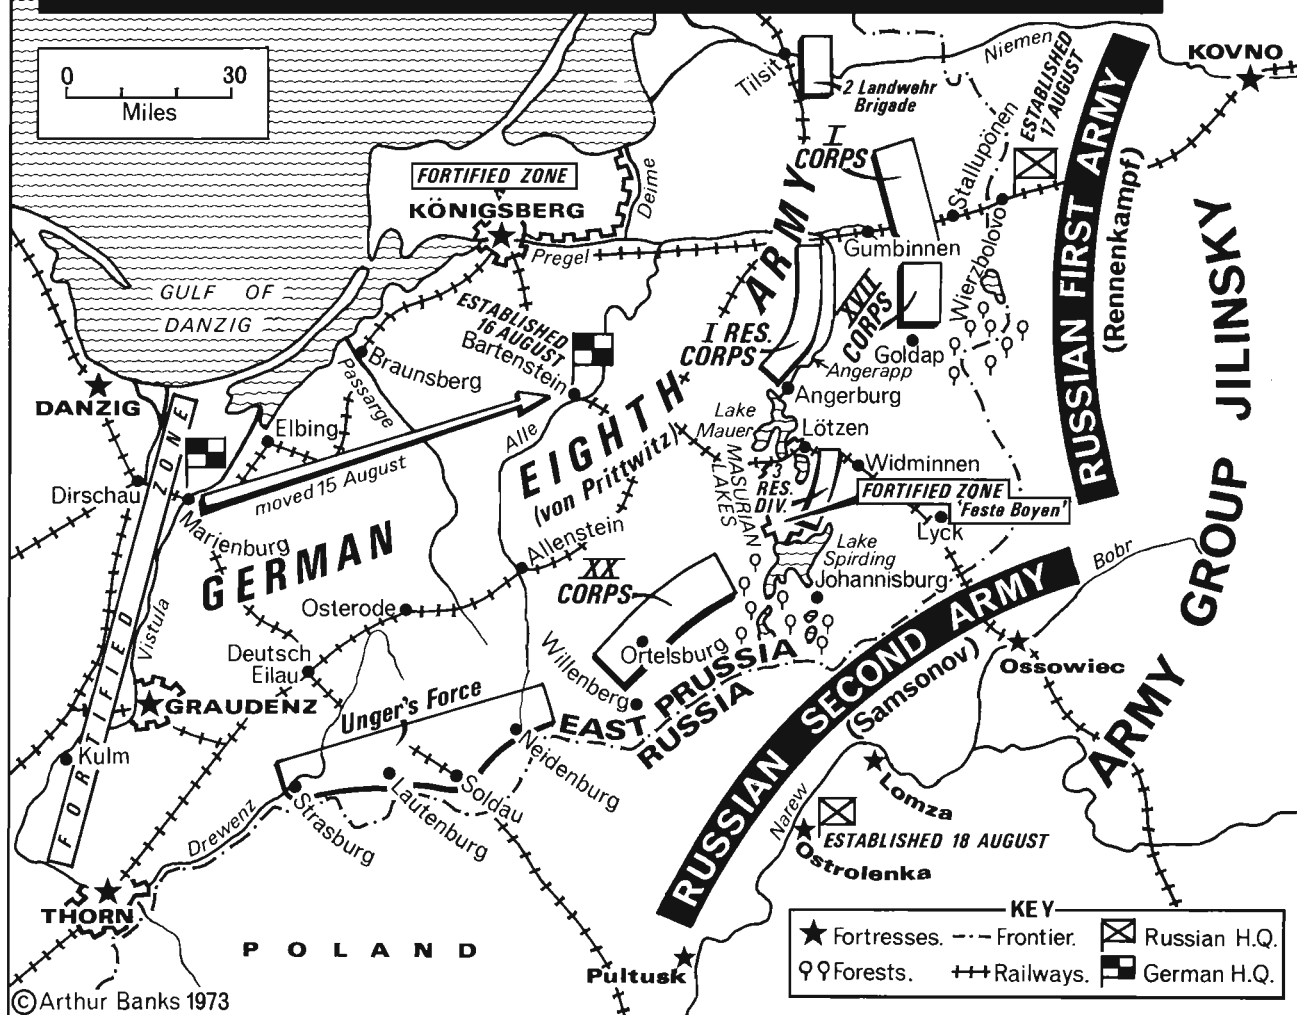 0 30
Miles
Niemen
KOVNO
Tilsit
2 Landwehr
Brigade
ESTABLISHED
17 AUGUST
I
CORPS
Stallupönen
FORTIFIED ZONE
KÖNIGSBERG
Deime
Pregel
Gumbinnen
Wierzbolovo
RUSSIAN FIRST ARMY
(Rennenkampf)
GULF OF
DANZIG
ESTABLISHED
16 AUGUST
Bartenstein
I RES.
CORPS
XVII
CORPS
Goldap
Angerapp
Angerburg
Braunsberg
Passarge
DANZIG
Elbing
Alle
moved 15 August
Dirschau
Marienburg
FORTIFIED ZONE
GERMAN EIGHTH ARMY
(von Prittwitz)
Lake
Mauer
Lötzen
MASURIAN
LAKES
3
RES.
DIV.
Widminnen
FORTIFIED ZONE
'Feste Boyen'
Lyck
Lake
Spirding
Johannisburg
Bobr
ARMY GROUP JILINSKY
Allenstein
XX
CORPS
Osterode
Vistula
Deutsch
Eilau
Ortelsburg
Willenberg
GRAUDENZ
Unger's Force
EAST PRUSSIA
RUSSIA
RUSSIAN SECOND ARMY
(Samsonov)
Ossowiec
Kulm
Neidenburg
Soldau
Lautenburg
Strasburg
Drewenz
Narew
Lomza
ESTABLISHED 18 AUGUST
Ostrolenka
THORN
POLAND
Pultusk
KEY
Fortresses. Frontier. Russian H.Q.
Forests. Railways. German H.Q.
© Arthur Banks 1973